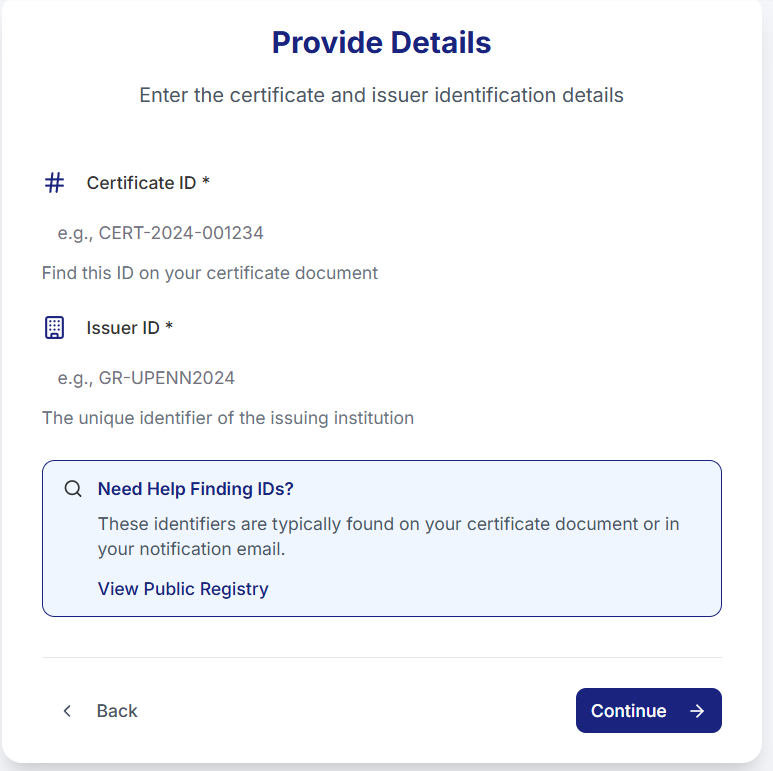 Provide Details
Enter the certificate and issuer identification details
Certificate ID *
e.g., CERT-2024-001234
Find this ID on your certificate document
Issuer ID *
e.g., GR-UPENN2024
The unique identifier of the issuing institution
Need Help Finding IDs?
These identifiers are typically found on your certificate document or in
your notification email.
View Public Registry
Back
Continue